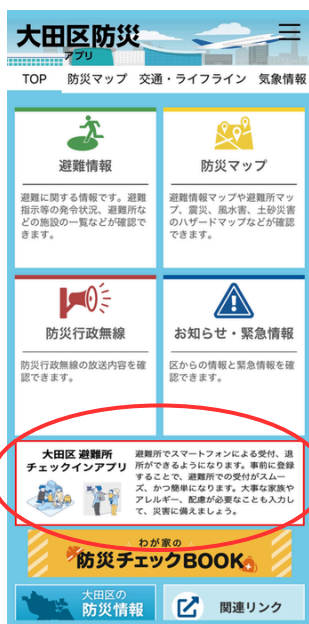 大田区防災
アプリ
TOP 防災マップ 交通・ライフライン 気象情報
避難情報
避難に関する情報です。避難
指示等の発令状況、避難所な
どの施設の一覧などが確認で
きます。
防災マップ
避難情報マップや避難所マッ
プ、震災、風水害、土砂災害
のハザードマップなどが確認
できます。
防災行政無線
防災行政無線の放送内容を確
認できます。
お知らせ・緊急情報
区からの情報と緊急情報を確
認できます。
大田区 避難所
チェックインアプリ
避難所でスマートフォンによる受付、退
所ができるようになります。事前に登録
することで、避難所での受付がスムー
ズ、かつ簡単になります。大事な家族や
アレルギー、配慮が必要なことも入力し
て、災害に備えましょう。
わが家の
防災チェックBOOK
大田区の
防災情報
関連リンク